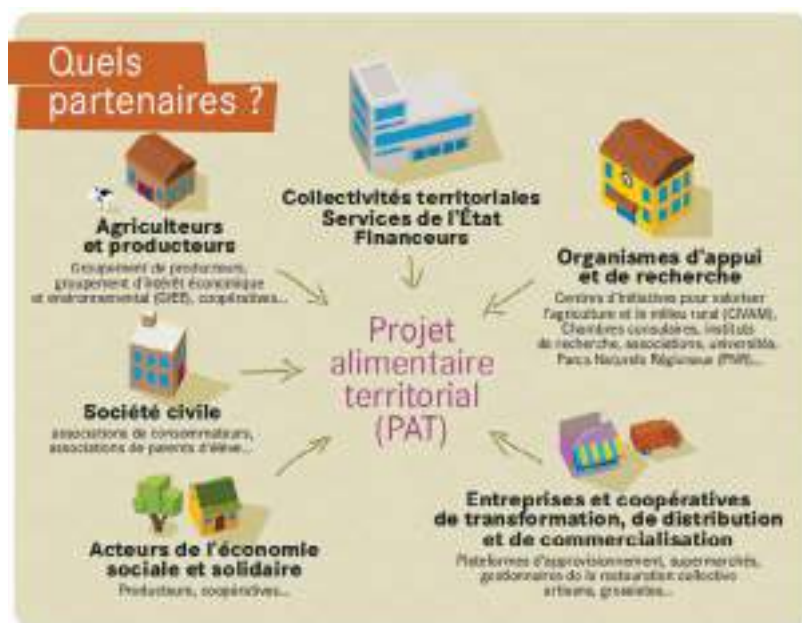 Quels
partenaires ?
Collectivités territoriales
Services de l'État
Financeurs
Agriculteurs
et producteurs
Groupement de producteurs,
groupement d'intérêt économique
et environnemental (GIEE), coopératives...
Organismes d'appui
et de recherche
Centres d'Initiatives pour valoriser
l'agriculture et le milieu rural (CIVAM),
Chambres consulaires, instituts
de recherche, associations, universités,
Parcs Naturels Régionaux (PNR)...
Projet
alimentaire
territorial
(PAT)
Société civile
associations de consommateurs,
associations de parents d'élève...
Acteurs de l'économie
sociale et solidaire
Producteurs, coopératives...
Entreprises et coopératives
de transformation, de distribution
et de commercialisation
Plateformes d'approvisionnement, supermarchés,
gestionnaires de la restauration collective
artisans, grossistes...